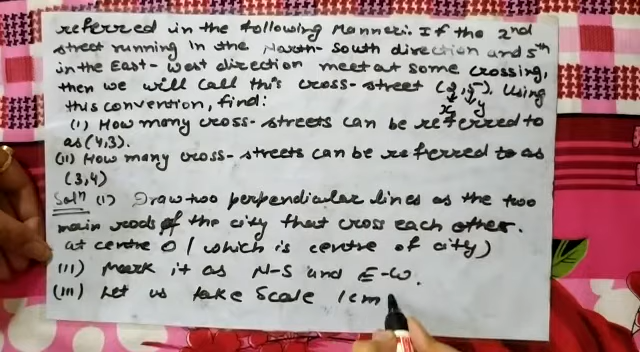 referred in the following Manner:. If the 2nd
street running in the North- South direction and 5th
in the East- West direction meet at some crossing,
then we will call this cross-street (2,5). Using
x y
this convention, find:
(i) How many cross- streets can be referred to
as (4,3).
(ii) How many cross- streets can be referred to as
(3,4)
Solⁿ (i) Draw two perpendicular lines as the two
main rods of the city that cross each other.
at centre O ( which is centre of city)
(ii) Mark it as N-S and E-W.
(iii) Let us take Scale 1cm